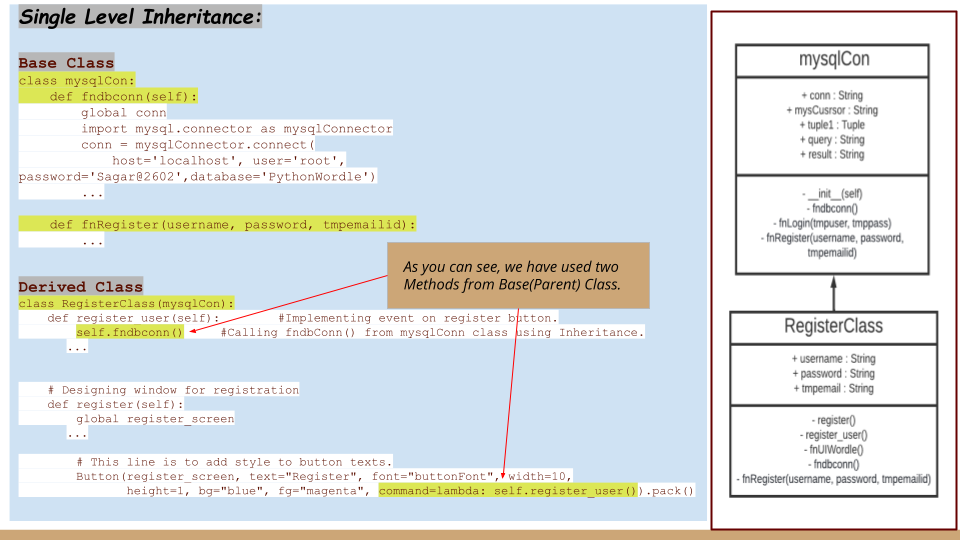 Single Level Inheritance:
Base Class
class mysqlCon:
def fndbconn(self):
global conn
import mysql.connector as mysqlConnector
conn = mysqlConnector.connect(
host='localhost', user='root',
password='Sagar@2602',database='PythonWordle')
...
def fnRegister(username, password, tmpemailid):
...
As you can see, we have used two
Methods from Base(Parent) Class.
Derived Class
class RegisterClass(mysqlCon):
def register_user(self): #Implementing event on register button.
self.fndbconn() #Calling fndbConn() from mysqlConn class using Inheritance.
...
# Designing window for registration
def register(self):
global register_screen
...
# This line is to add style to button texts.
Button(register_screen, text="Register", font="buttonFont", width=10,
height=1, bg="blue", fg="magenta", command=lambda: self.register_user()).pack()
mysqlCon
+ conn : String
+ mysCusrsor : String
+ tuple1 : Tuple
+ query : String
+ result : String
- __init__(self)
- fndbconn()
- fnLogin(tmpuser, tmppass)
- fnRegister(username, password,
tmpemailid)
RegisterClass
+ username : String
+ password : String
+ tmpemail : String
- register()
- register_user()
- fnUIWordle()
- fndbconn()
- fnRegister(username, password, tmpemailid)